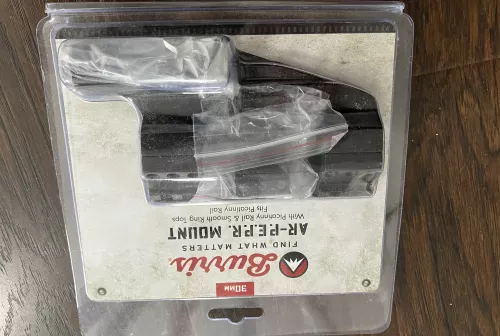 30MM
Burris.
FIND WHAT MATTERS
AR-P.E.P.R. MOUNT
With Picatinny Rail & Smooth Ring Tops
Fits Picatinny Rail